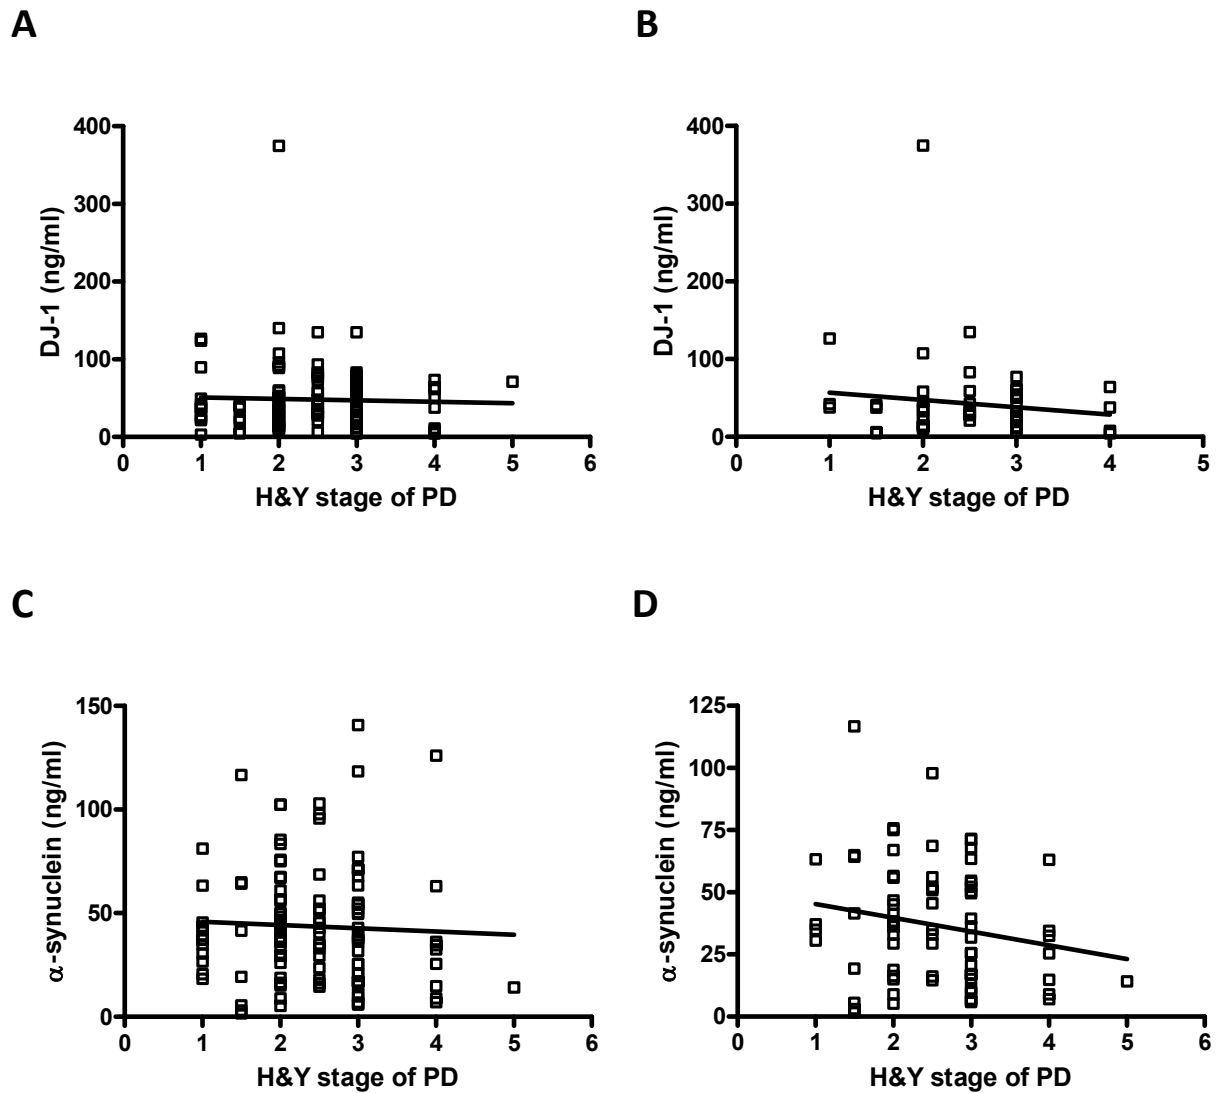 A
B
400
300
200
100
0
DJ-1 (ng/ml)
0 1 2 3 4 5 6
H&Y stage of PD
400
300
200
100
0
DJ-1 (ng/ml)
0 1 2 3 4 5
H&Y stage of PD
C
D
150
100
50
0
α-synuclein (ng/ml)
0 1 2 3 4 5 6
H&Y stage of PD
125
100
75
50
25
0
α-synuclein (ng/ml)
0 1 2 3 4 5 6
H&Y stage of PD